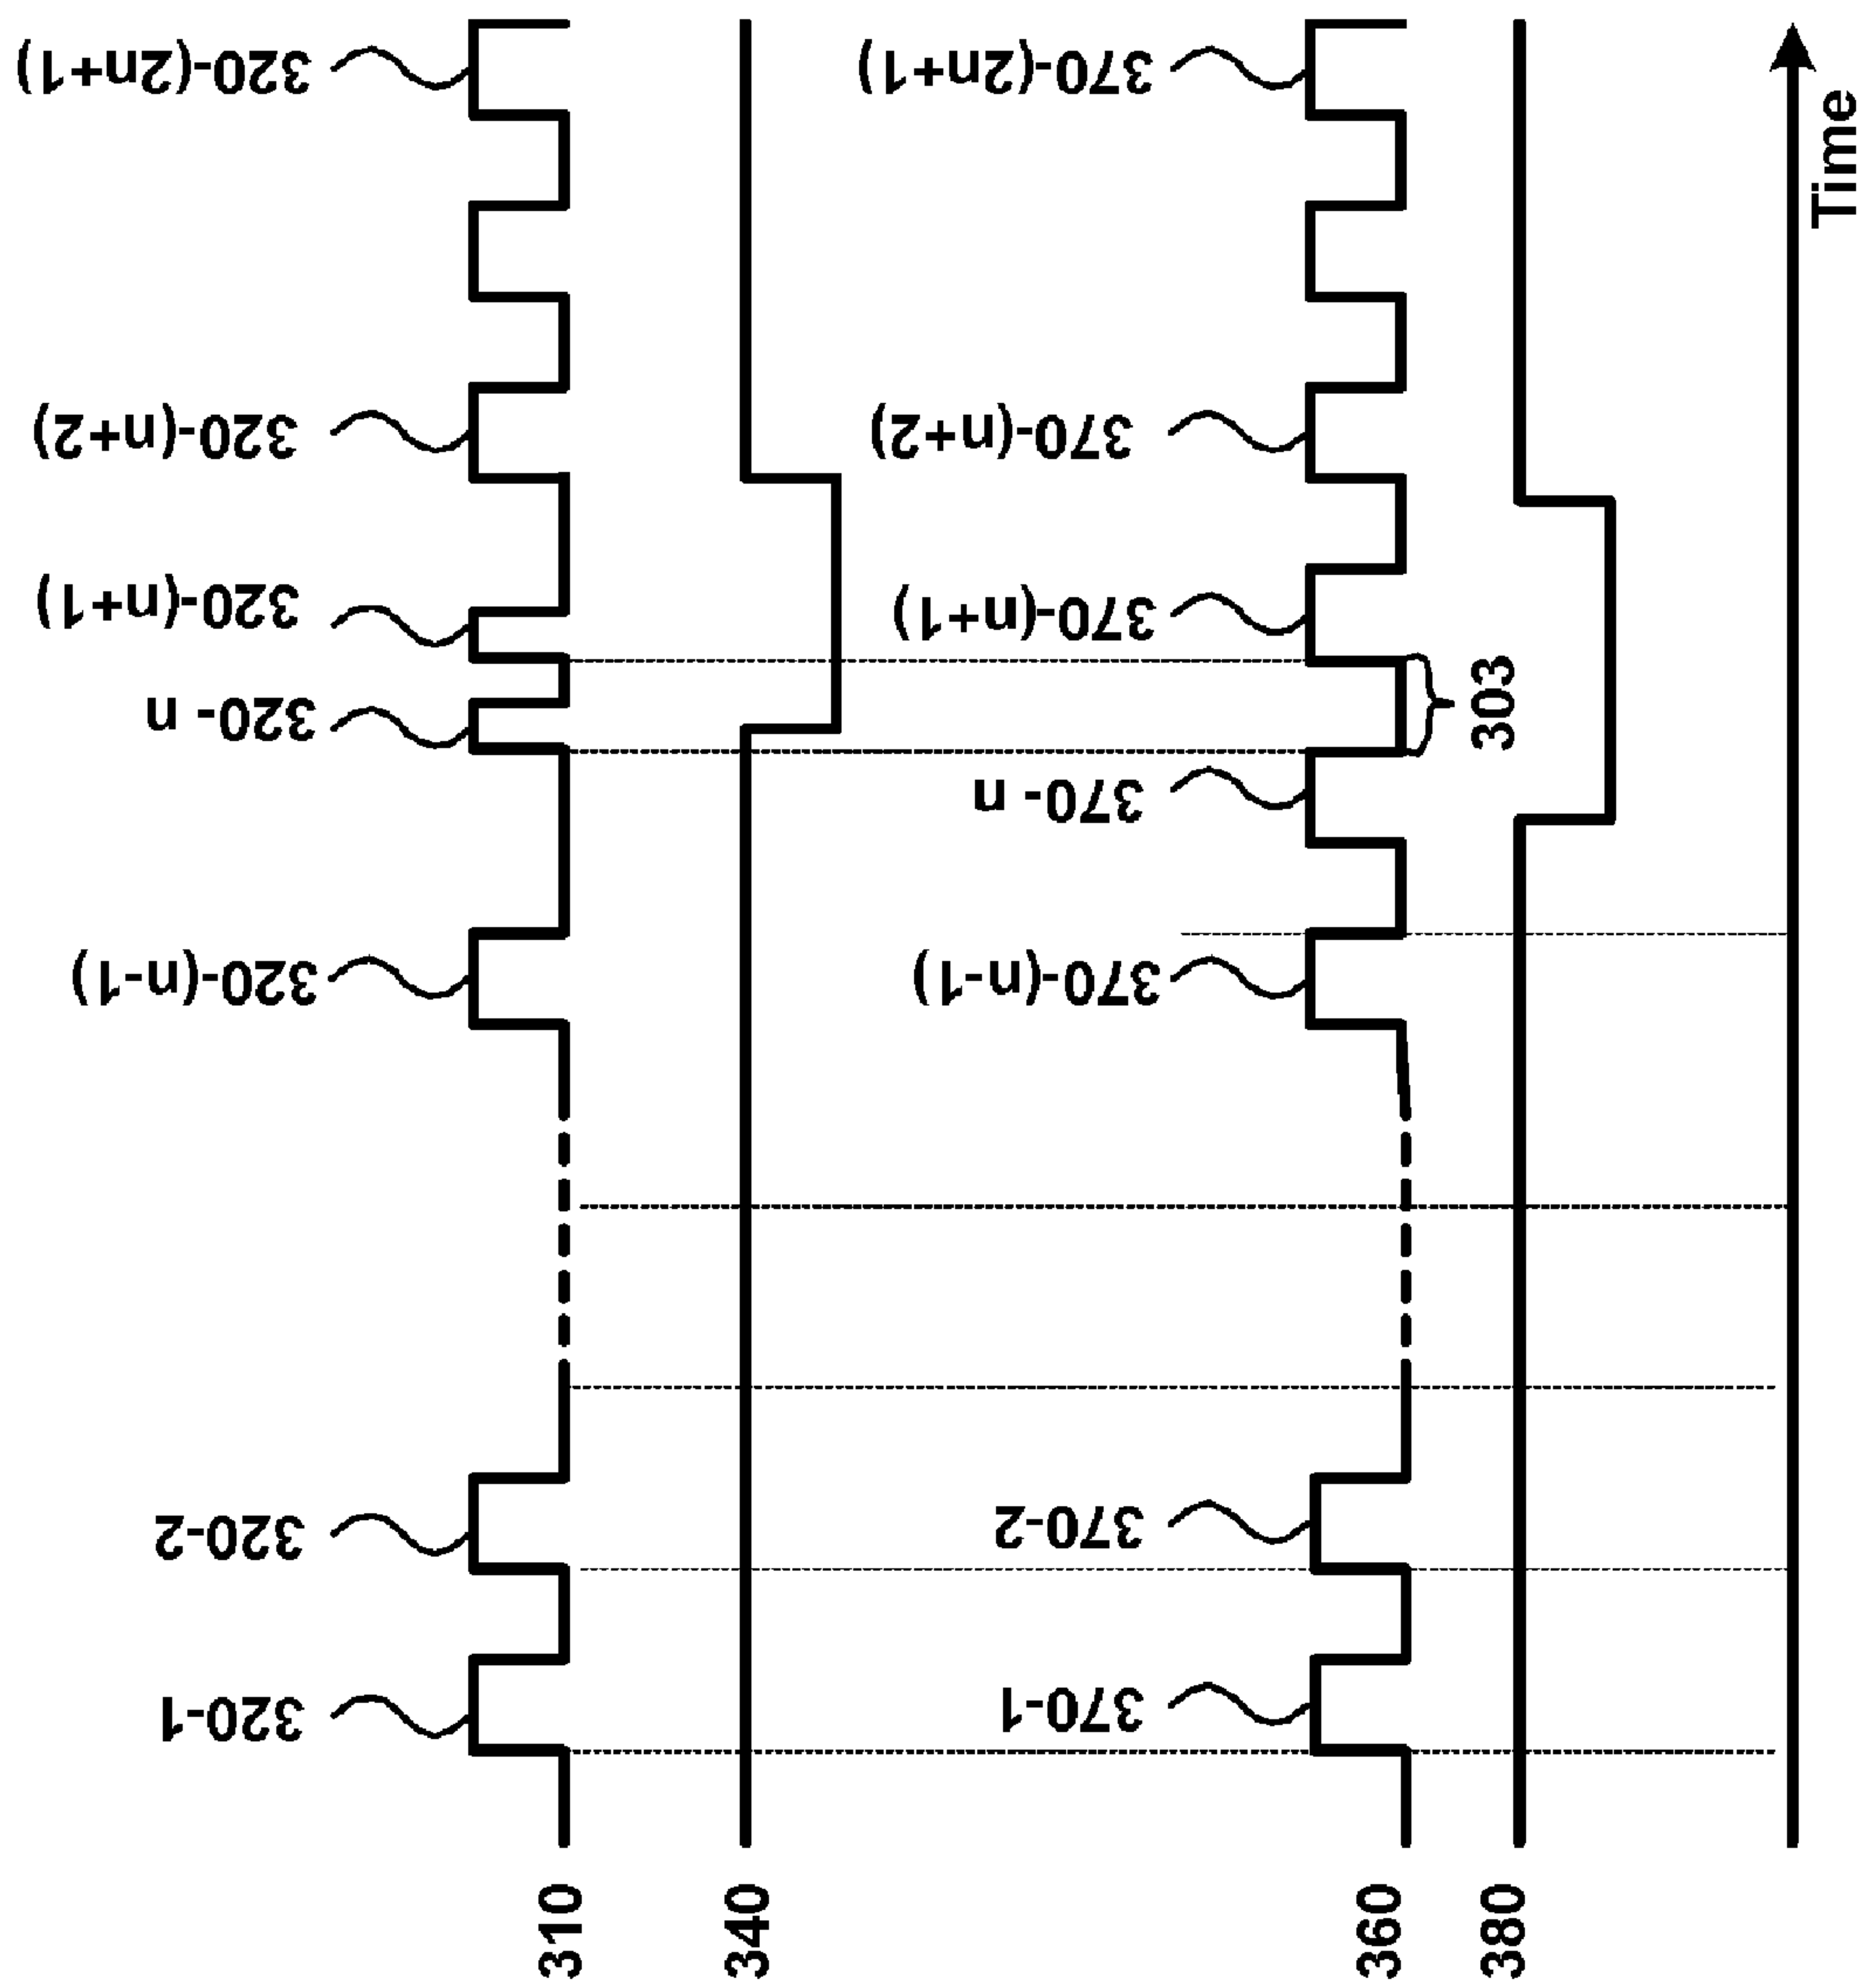 320-1
320-2
320-(n-1)
320- n
320-(n+1)
320-(n+2)
320-(2n+1)
310
340
370-1
370-2
370-(n-1)
370- n
370-(n+1)
370-(n+2)
370-(2n+1)
360
303
380
Time